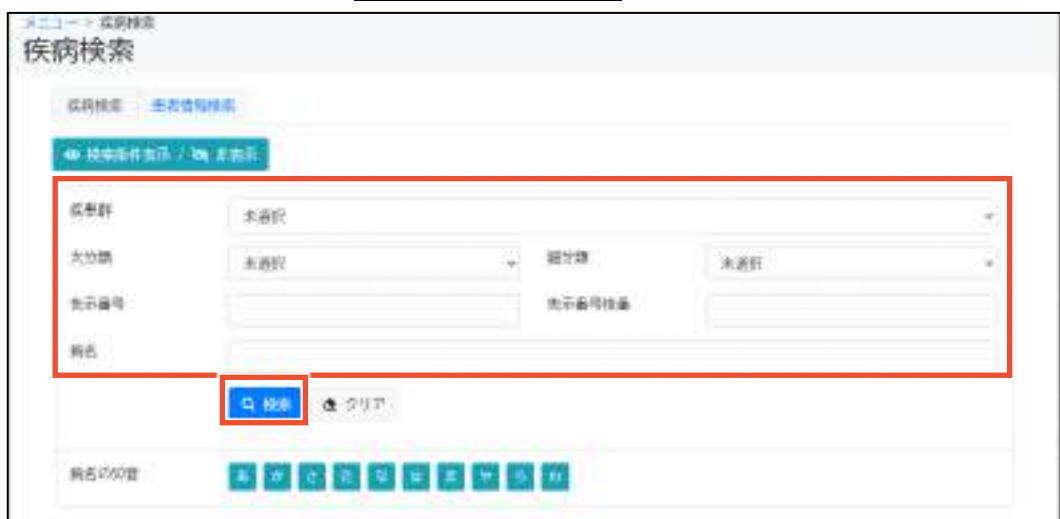 メニュー > 疾病検索
疾病検索
疾病検索 患者情報検索
検索条件表示 / 非表示
疾患群 未選択
大分類 未選択 細分類 未選択
告示番号 告示番号枝番
病名
検索 クリア
病名の50音 あ か さ た な は ま や ら わ